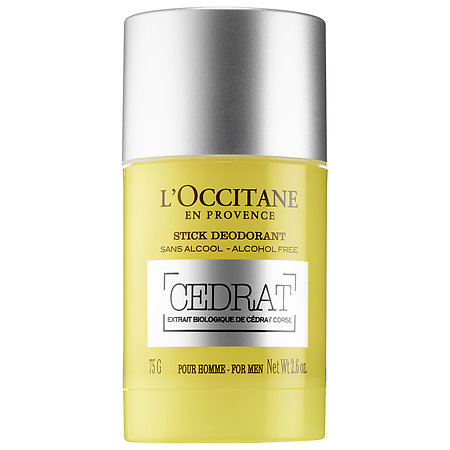 L'OCCITANE
EN PROVENCE
STICK DEODORANT
SANS ALCOOL - ALCOHOL FREE
CEDRAT
EXTRAIT BIOLOGIQUE DE CÉDRAT CORSE
75 G POUR HOMME - FOR MEN Net Wt 2.6 oz.